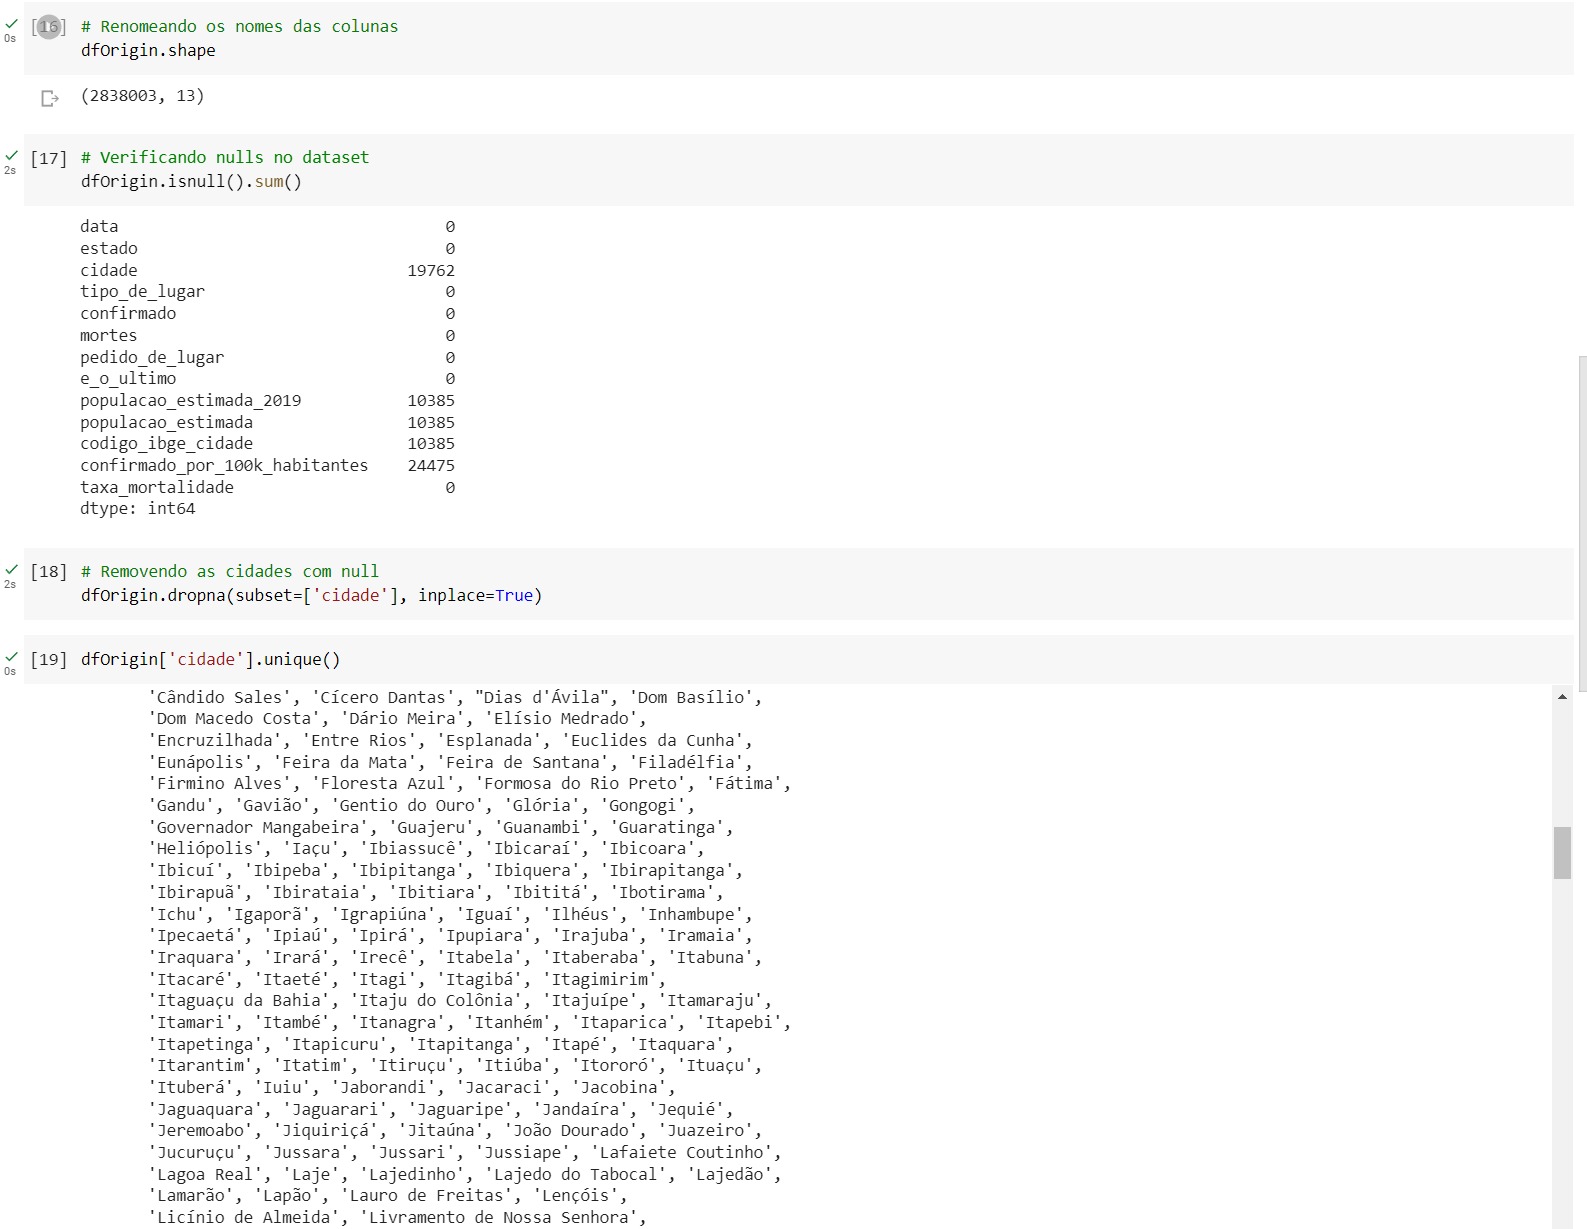 [16] # Renomeando os nomes das colunas
0s
dfOrigin.shape
(2838003, 13)
[17] # Verificando nulls no dataset
2s
dfOrigin.isnull().sum()
data 0
estado 0
cidade 19762
tipo_de_lugar 0
confirmado 0
mortes 0
pedido_de_lugar 0
e_o_ultimo 0
populacao_estimada_2019 10385
populacao_estimada 10385
codigo_ibge_cidade 10385
confirmado_por_100k_habitantes 24475
taxa_mortalidade 0
dtype: int64
[18] # Removendo as cidades com null
2s
dfOrigin.dropna(subset=['cidade'], inplace=True)
[19] dfOrigin['cidade'].unique()
0s
'Cândido Sales', 'Cícero Dantas', "Dias d'Ávila", 'Dom Basílio',
'Dom Macedo Costa', 'Dário Meira', 'Elísio Medrado',
'Encruzilhada', 'Entre Rios', 'Esplanada', 'Euclides da Cunha',
'Eunápolis', 'Feira da Mata', 'Feira de Santana', 'Filadélfia',
'Firmino Alves', 'Floresta Azul', 'Formosa do Rio Preto', 'Fátima',
'Gandu', 'Gavião', 'Gentio do Ouro', 'Glória', 'Gongogi',
'Governador Mangabeira', 'Guajeru', 'Guanambi', 'Guaratinga',
'Heliópolis', 'Iaçu', 'Ibiassucê', 'Ibicaraí', 'Ibicoara',
'Ibicuí', 'Ibipeba', 'Ibipitanga', 'Ibiquera', 'Ibirapitanga',
'Ibirapuã', 'Ibirataia', 'Ibitiara', 'Ibititá', 'Ibotirama',
'Ichu', 'Igaporã', 'Igrapiúna', 'Iguaí', 'Ilhéus', 'Inhambupe',
'Ipecaetá', 'Ipiaú', 'Ipirá', 'Ipupiara', 'Irajuba', 'Iramaia',
'Iraquara', 'Irará', 'Irecê', 'Itabela', 'Itaberaba', 'Itabuna',
'Itacaré', 'Itaeté', 'Itagi', 'Itagibá', 'Itagimirim',
'Itaguaçu da Bahia', 'Itaju do Colônia', 'Itajuípe', 'Itamaraju',
'Itamari', 'Itambé', 'Itanagra', 'Itanhém', 'Itaparica', 'Itapebi',
'Itapetinga', 'Itapicuru', 'Itapitanga', 'Itapé', 'Itaquara',
'Itarantim', 'Itatim', 'Itiruçu', 'Itiúba', 'Itororó', 'Ituaçu',
'Ituberá', 'Iuiu', 'Jaborandi', 'Jacaraci', 'Jacobina',
'Jaguaquara', 'Jaguarari', 'Jaguaripe', 'Jandaíra', 'Jequié',
'Jeremoabo', 'Jiquiriçá', 'Jitaúna', 'João Dourado', 'Juazeiro',
'Jucuruçu', 'Jussara', 'Jussari', 'Jussiape', 'Lafaiete Coutinho',
'Lagoa Real', 'Laje', 'Lajedinho', 'Lajedo do Tabocal', 'Lajedão',
'Lamarão', 'Lapão', 'Lauro de Freitas', 'Lençóis',
'Licínio de Almeida', 'Livramento de Nossa Senhora',